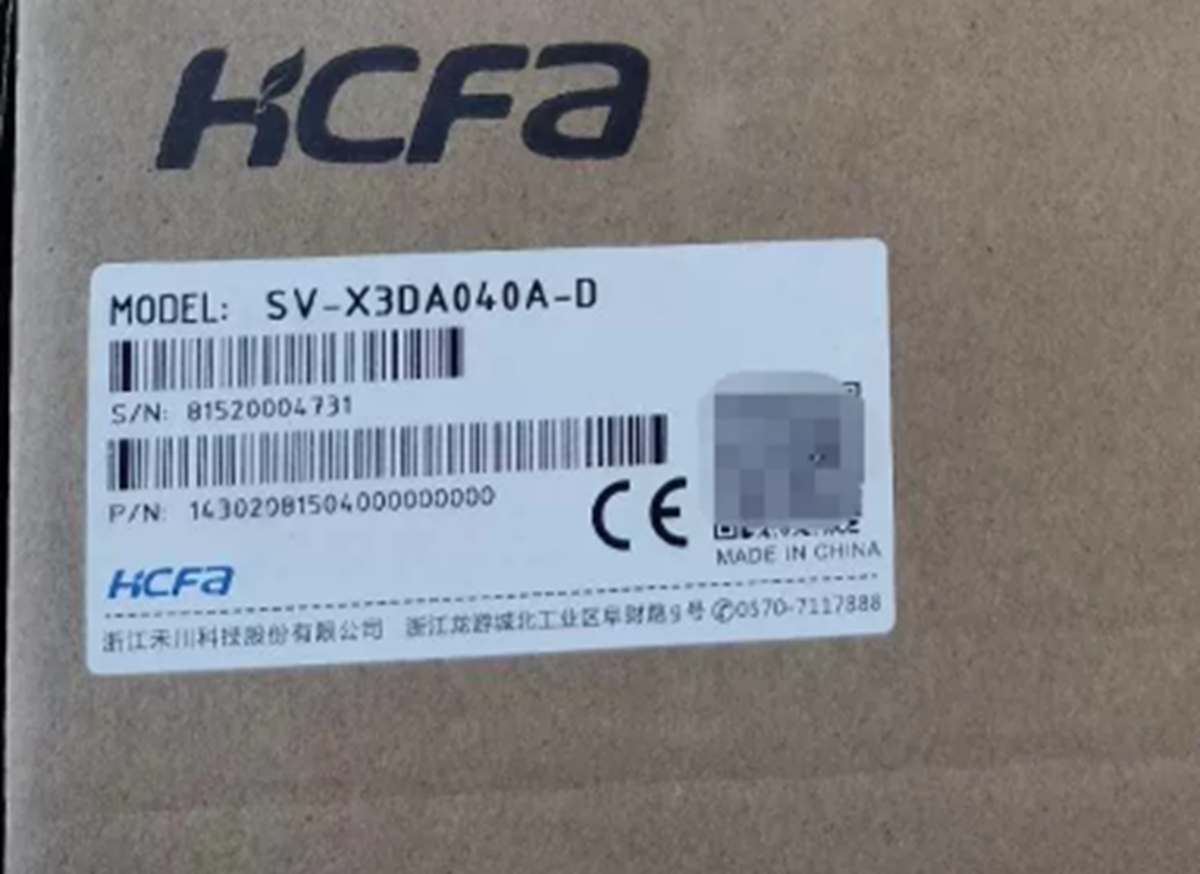 HCFa
MODEL: SV-X3DA040A-D
S/N: 81520004731
P/N: 14302081504000000000
CE
MADE IN CHINA
HCFa
浙江禾川科技股份有限公司 浙江龙游城北工业区阜财路9号 ✆0570-7117888